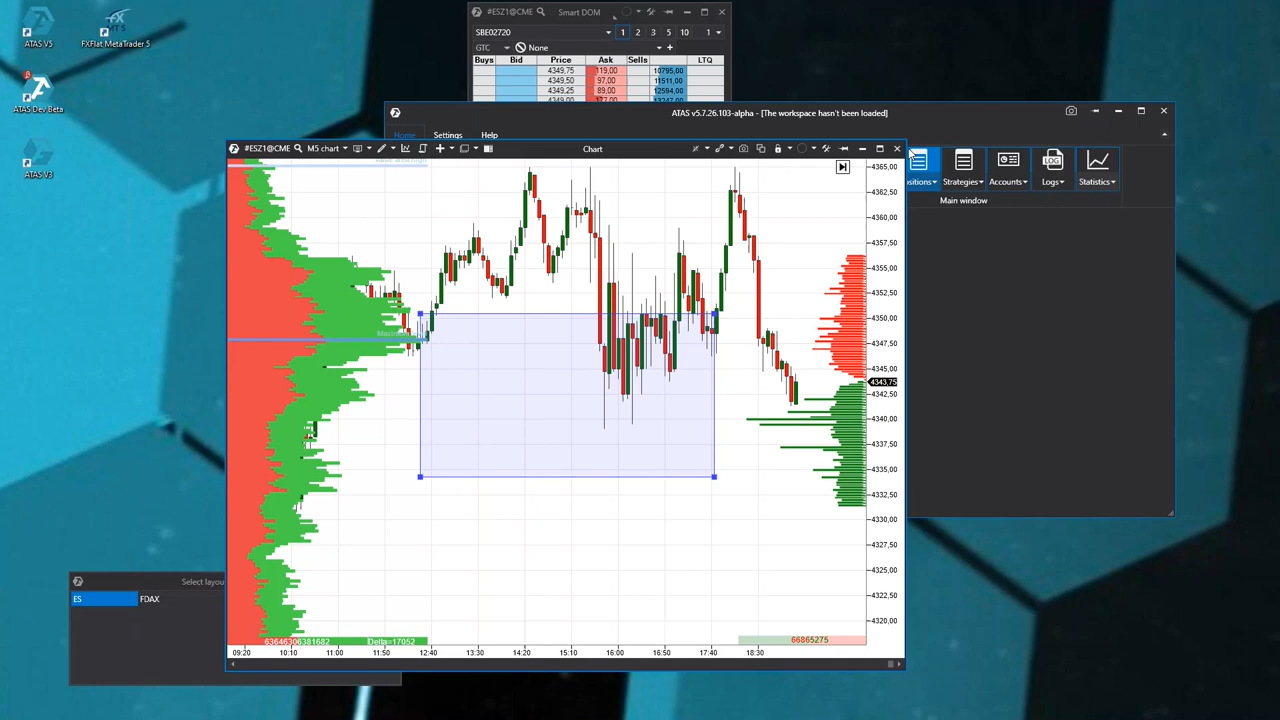 ATAS V5
FXFlat MetaTrader 5
ATAS Dev Beta
ATAS V3
#ESZ1@CME Smart DOM
SBE02720 1 2 3 5 10 1
GTC None
Buys Bid Price Ask Sells LTQ
4349,75 119,00 10795,00
4349,50 97,00 11511,00
4349,25 89,00 12594,00
4349,00 177,00
ATAS v5.7.26.103-alpha - [The workspace hasn't been loaded]
Home Settings Help
Strategies Accounts Logs Statistics
LOG
Main window
#ESZ1@CME M5 chart Chart
4365,00
4362,50
4360,00
4357,50
4355,00
4352,50
4350,00
4347,50
4343,75
4342,50
4340,00
4337,50
4335,00
4332,50
4330,00
4327,50
4325,00
4322,50
4320,00
Delta=17052
66865275
09:20 10:10 11:00 11:50 12:40 13:30 14:20 15:10 16:00 16:50 17:40 18:30
Select layou
ES FDAX